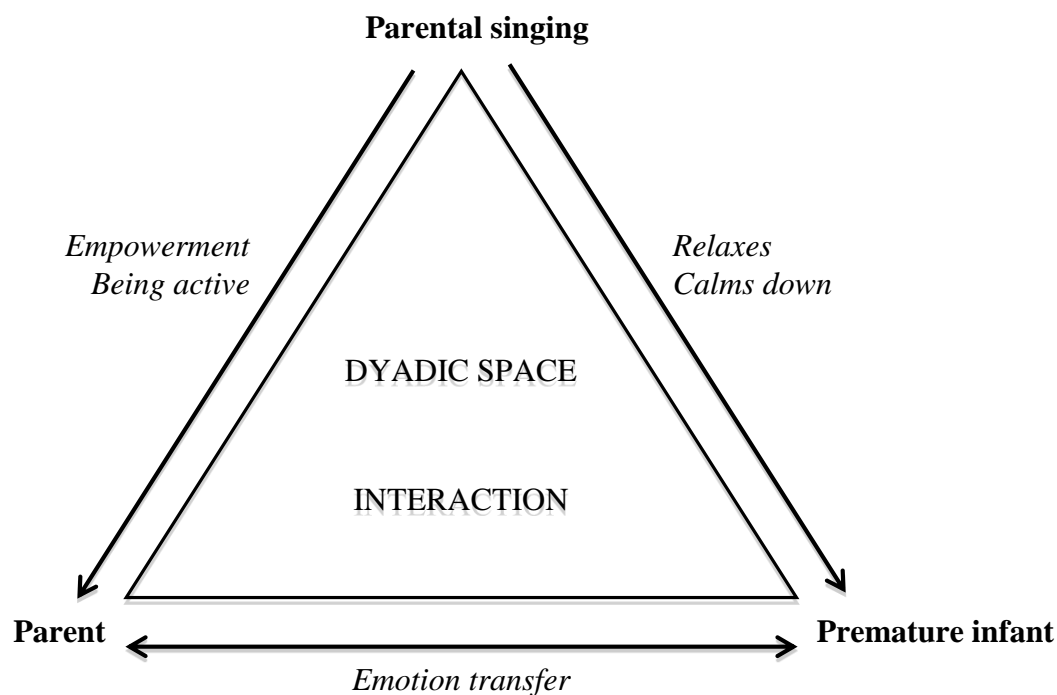 Parental singing
Empowerment
Being active
Relaxes
Calms down
DYADIC SPACE
INTERACTION
Parent
Premature infant
Emotion transfer